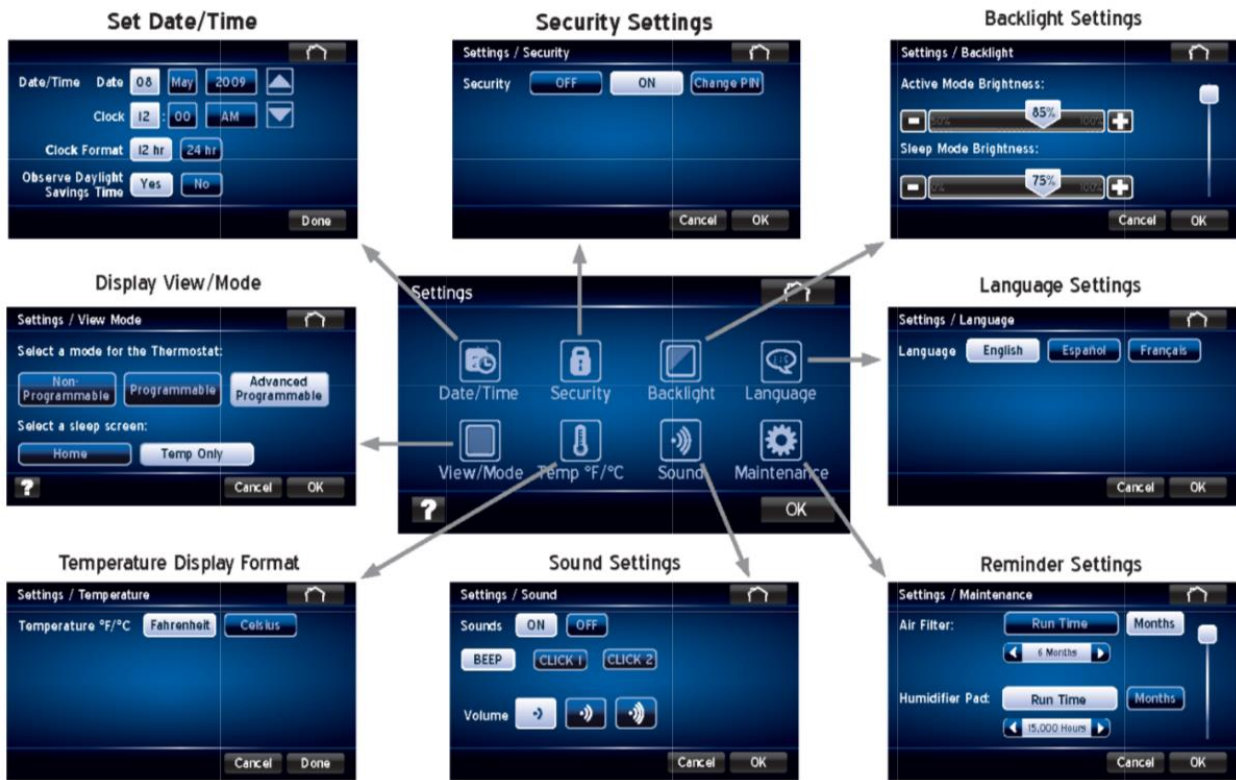 Set Date/Time
Date/Time Date 08 May 2009
Clock 12 : 00 AM
Clock Format 12 hr 24 hr
Observe Daylight
Savings Time Yes No
Done
Security Settings
Settings / Security
Security OFF ON Change PIN
Cancel OK
Backlight Settings
Settings / Backlight
Active Mode Brightness:
- 50% 85% 100% +
Sleep Mode Brightness:
- 0% 75% 100% +
Cancel OK
Display View/Mode
Settings / View Mode
Select a mode for the Thermostat:
Non-
Programmable
Programmable
Advanced
Programmable
Select a sleep screen:
Home Temp Only
? Cancel OK
Settings
Date/Time Security Backlight Language
View/Mode Temp °F/°C Sound Maintenance
? OK
Language Settings
Settings / Language
Language English Español Français
Cancel OK
Temperature Display Format
Settings / Temperature
Temperature °F/°C Fahrenheit Celsius
Cancel Done
Sound Settings
Settings / Sound
Sounds ON OFF
BEEP CLICK 1 CLICK 2
Volume
Cancel OK
Reminder Settings
Settings / Maintenance
Air Filter: Run Time Months
6 Months
Humidifier Pad: Run Time Months
15,000 Hours
Cancel OK